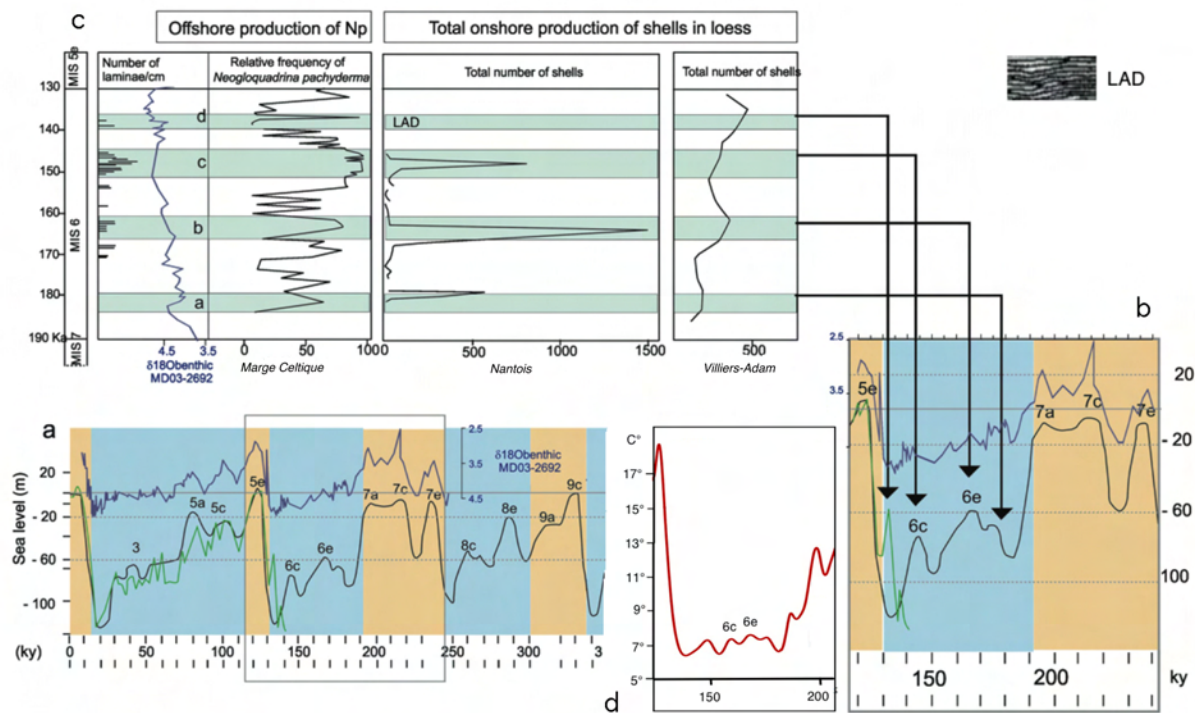 c
Offshore production of Np
Total onshore production of shells in loess
MIS 5e
Number of
laminae/cm
Relative frequency of
Neogloquadrina pachyderma
Total number of shells
Total number of shells
LAD
130
140
150
160
170
180
190 Ka
MIS 6
MIS 7
d
c
b
a
LAD
4.5
3.5
0
50
1000
500
1000
1500
500
δ18Obenthic
MD03-2692
Marge Celtique
Nantois
Villiers-Adam
b
2.5
3.5
5e
7a
7c
7e
6c
6e
20
- 20
- 60
100
150
200
ky
a
Sea level (m)
20
- 20
- 60
- 100
3
5a
5c
5e
6c
6e
7a
7c
7e
8c
8e
9a
9c
2.5
3.5
4.5
δ18Obenthic
MD03-2692
(ky)
0
50
100
150
200
250
300
3
C°
17°
15°
13°
11°
9°
7°
5°
6c
6e
150
200
d